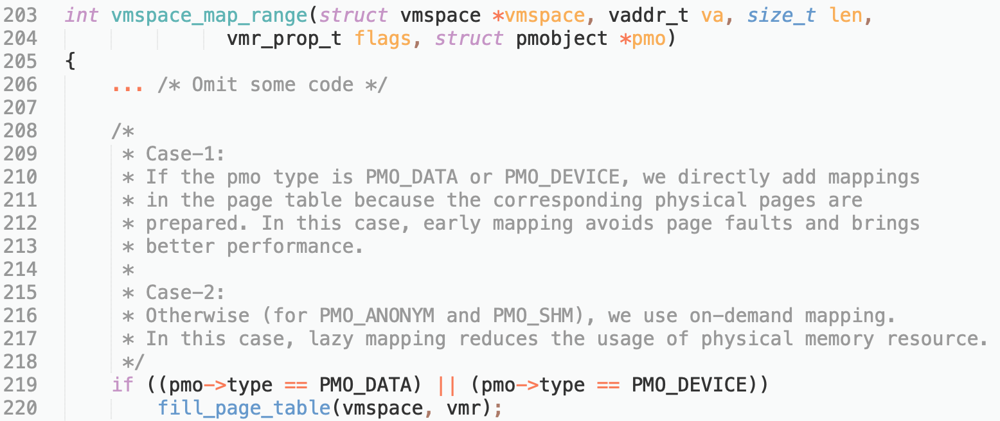 203 int vmspace_map_range(struct vmspace *vmspace, vaddr_t va, size_t len,
204 vmr_prop_t flags, struct pmobject *pmo)
205 {
206 ... /* Omit some code */
207
208 /*
209 * Case-1:
210 * If the pmo type is PMO_DATA or PMO_DEVICE, we directly add mappings
211 * in the page table because the corresponding physical pages are
212 * prepared. In this case, early mapping avoids page faults and brings
213 * better performance.
214 *
215 * Case-2:
216 * Otherwise (for PMO_ANONYM and PMO_SHM), we use on-demand mapping.
217 * In this case, lazy mapping reduces the usage of physical memory resource.
218 */
219 if ((pmo->type == PMO_DATA) || (pmo->type == PMO_DEVICE))
220 fill_page_table(vmspace, vmr);